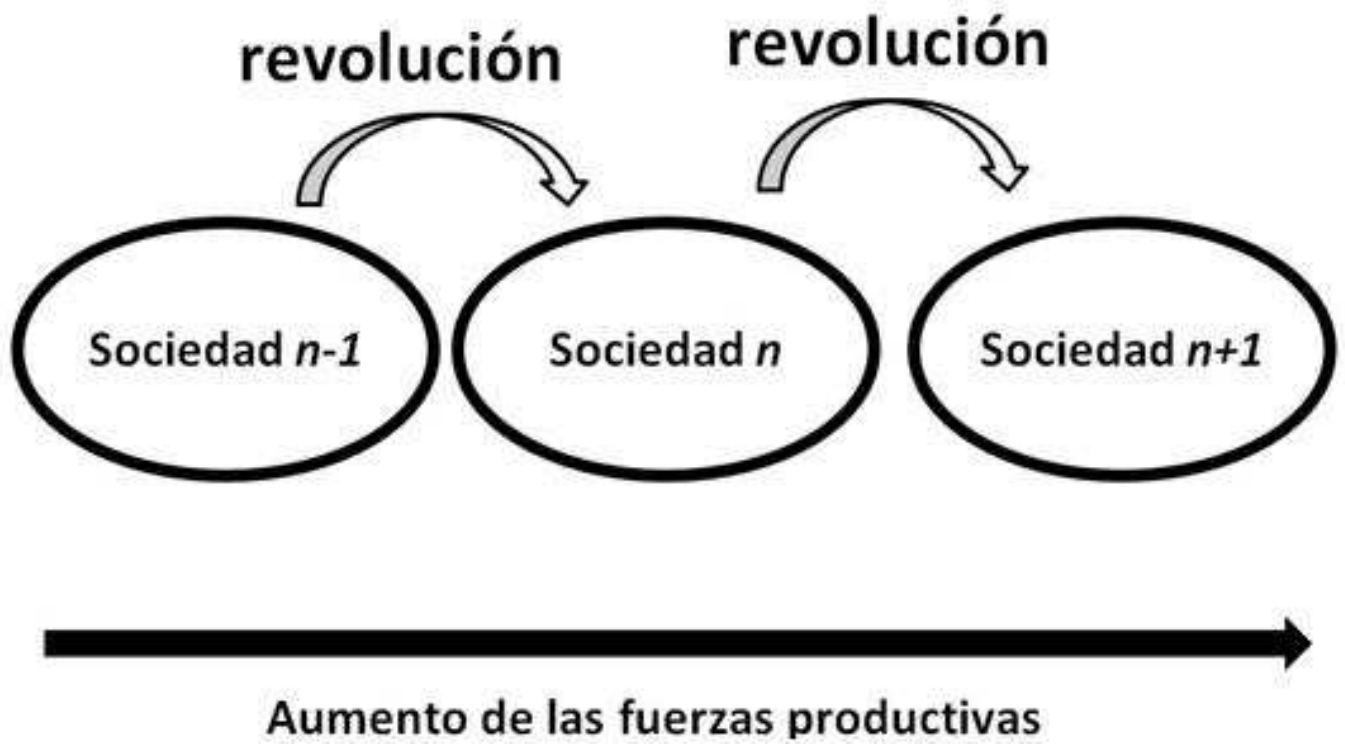 revolución
revolución
Sociedad n-1
Sociedad n
Sociedad n+1
Aumento de las fuerzas productivas